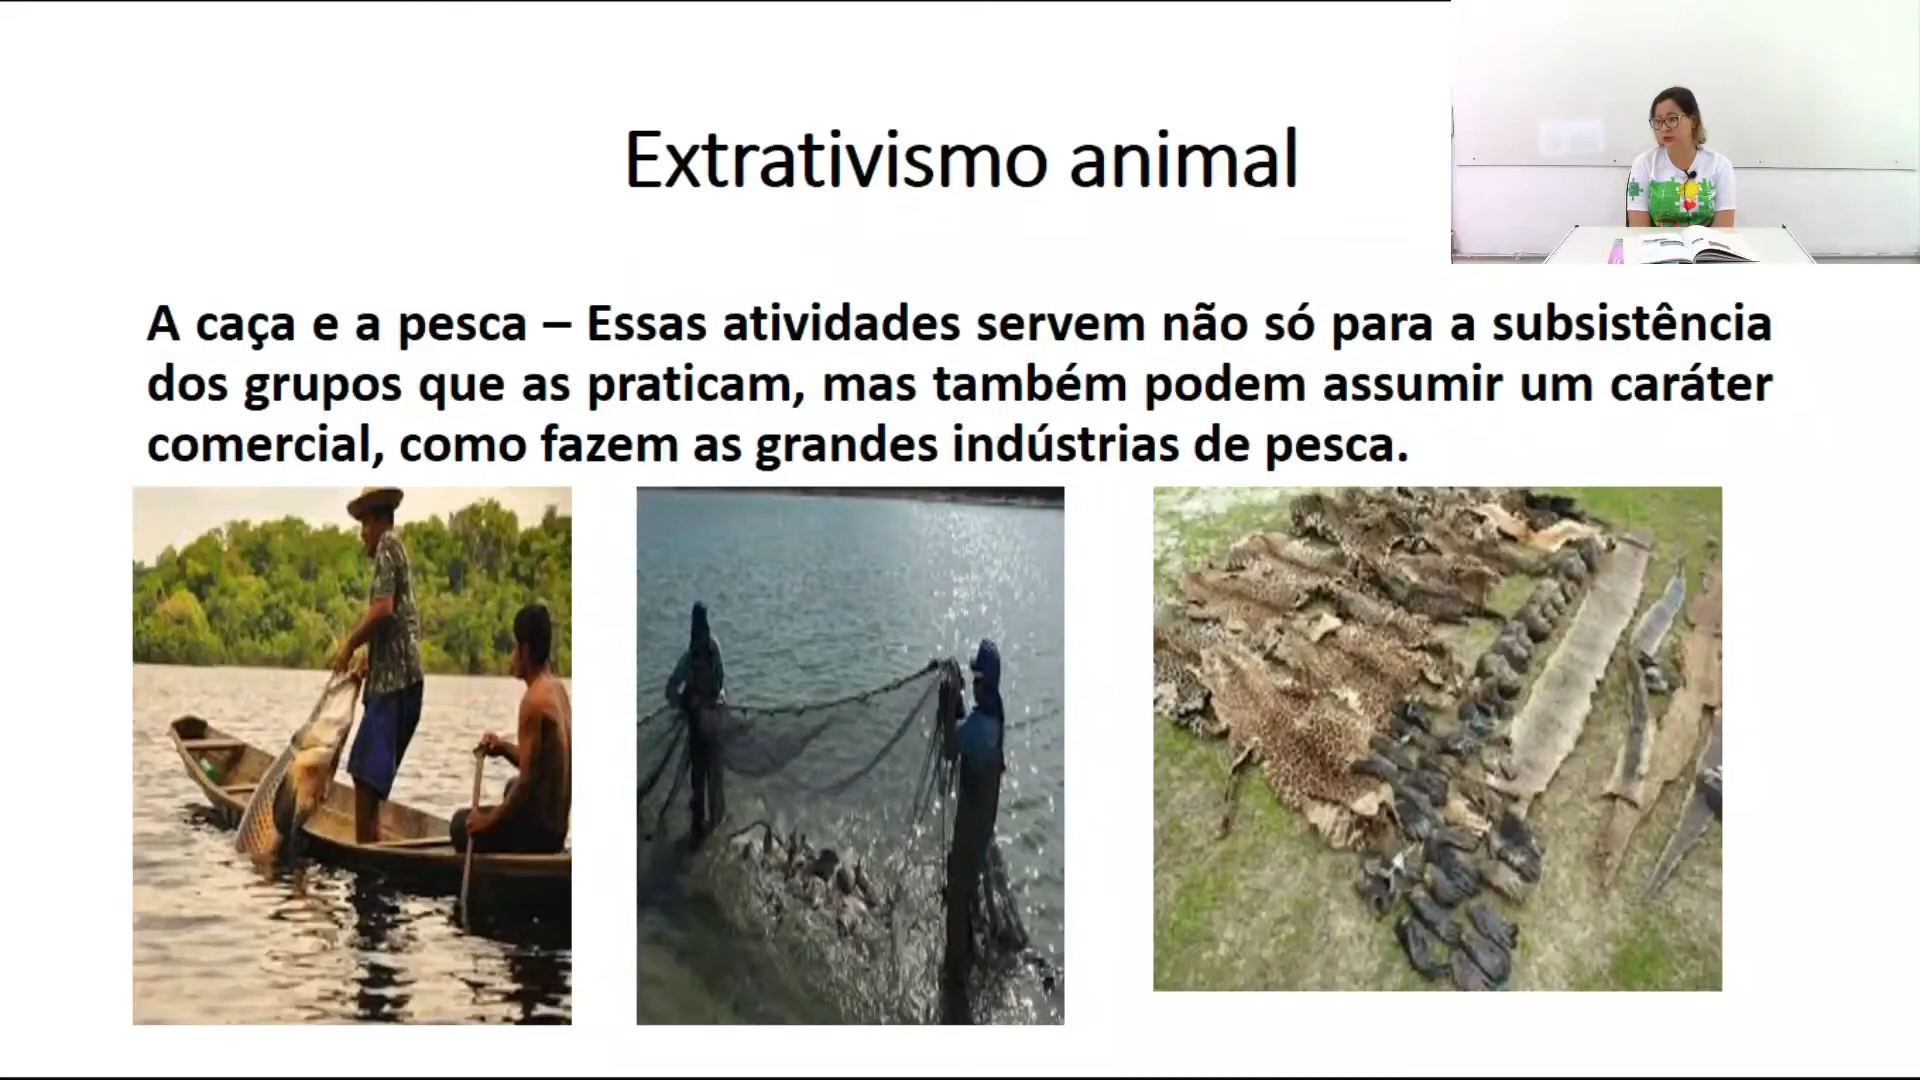 Extrativismo animal
A caça e a pesca – Essas atividades servem não só para a subsistência
dos grupos que as praticam, mas também podem assumir um caráter
comercial, como fazem as grandes indústrias de pesca.